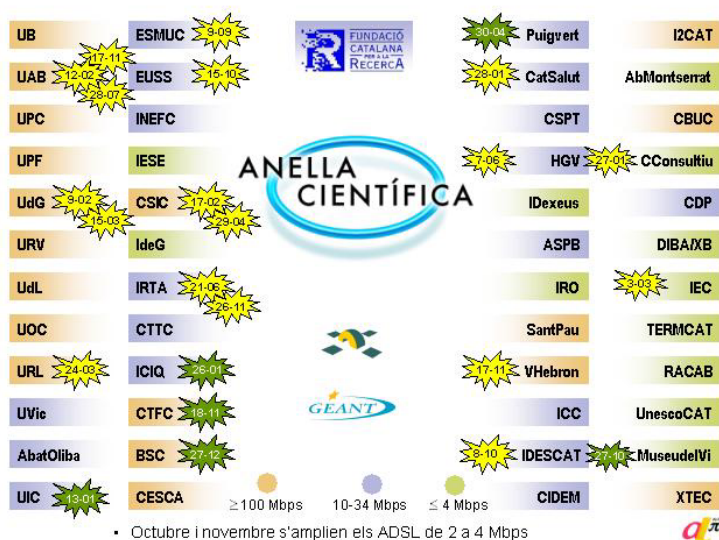 UB
ESMUC 9-09
FUNDACIÓ
CATALANA
PER A LA
RECERCA
30-04 Puigvert
I2CAT
17-11
UAB 12-02
28-07
EUSS 15-10
28-01 CatSalut
AbMontserrat
UPC
INEFC
CSPT
CBUC
UPF
IESE
ANELLA
CIENTÍFICA
7-06 HGV
27-01 CConsultiu
UdG 9-02
15-03
CSIC 17-02
29-04
IDexeus
CDP
URV
IdeG
ASPB
DIBA/XB
UdL
IRTA 21-06
26-11
IRO
3-03 IEC
UOC
CTTC
SantPau
TERMCAT
URL 24-03
ICIQ 26-01
17-11 VHebron
RACAB
UVic
CTFC 18-11
GEANT
ICC
UnescoCAT
AbatOliba
BSC 27-12
8-10 IDESCAT
27-10 MuseudelVi
UIC 13-01
CESCA
≥100 Mbps
10-34 Mbps
≤ 4 Mbps
CIDEM
XTEC
• Octubre i novembre s'amplien els ADSL de 2 a 4 Mbps